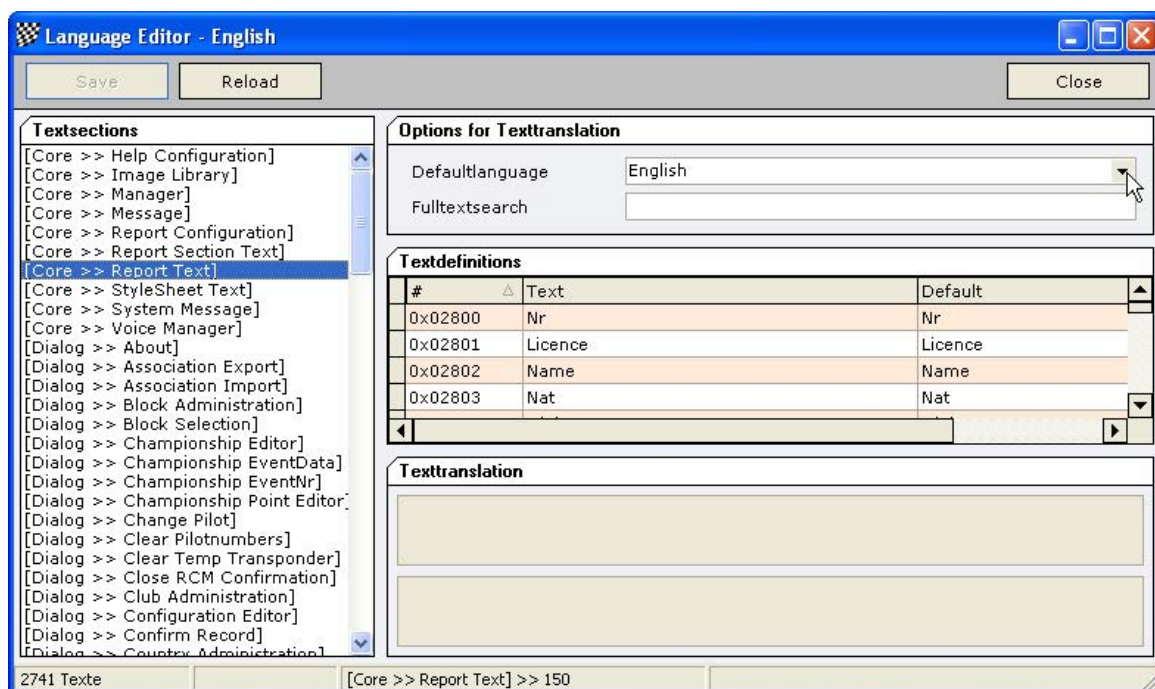 Language Editor - English
Save Reload Close
Textsections
[Core >> Help Configuration]
[Core >> Image Library]
[Core >> Manager]
[Core >> Message]
[Core >> Report Configuration]
[Core >> Report Section Text]
[Core >> Report Text]
[Core >> StyleSheet Text]
[Core >> System Message]
[Core >> Voice Manager]
[Dialog >> About]
[Dialog >> Association Export]
[Dialog >> Association Import]
[Dialog >> Block Administration]
[Dialog >> Block Selection]
[Dialog >> Championship Editor]
[Dialog >> Championship EventData]
[Dialog >> Championship EventNr]
[Dialog >> Championship Point Editor]
[Dialog >> Change Pilot]
[Dialog >> Clear Pilotnumbers]
[Dialog >> Clear Temp Transponder]
[Dialog >> Close RCM Confirmation]
[Dialog >> Club Administration]
[Dialog >> Configuration Editor]
[Dialog >> Confirm Record]
[Dialog >> Country Administration]
Options for Texttranslation
Defaultlanguage English
Fulltextsearch
Textdefinitions
# Text Default
0x02800 Nr Nr
0x02801 Licence Licence
0x02802 Name Name
0x02803 Nat Nat
Texttranslation
2741 Texte [Core >> Report Text] >> 150